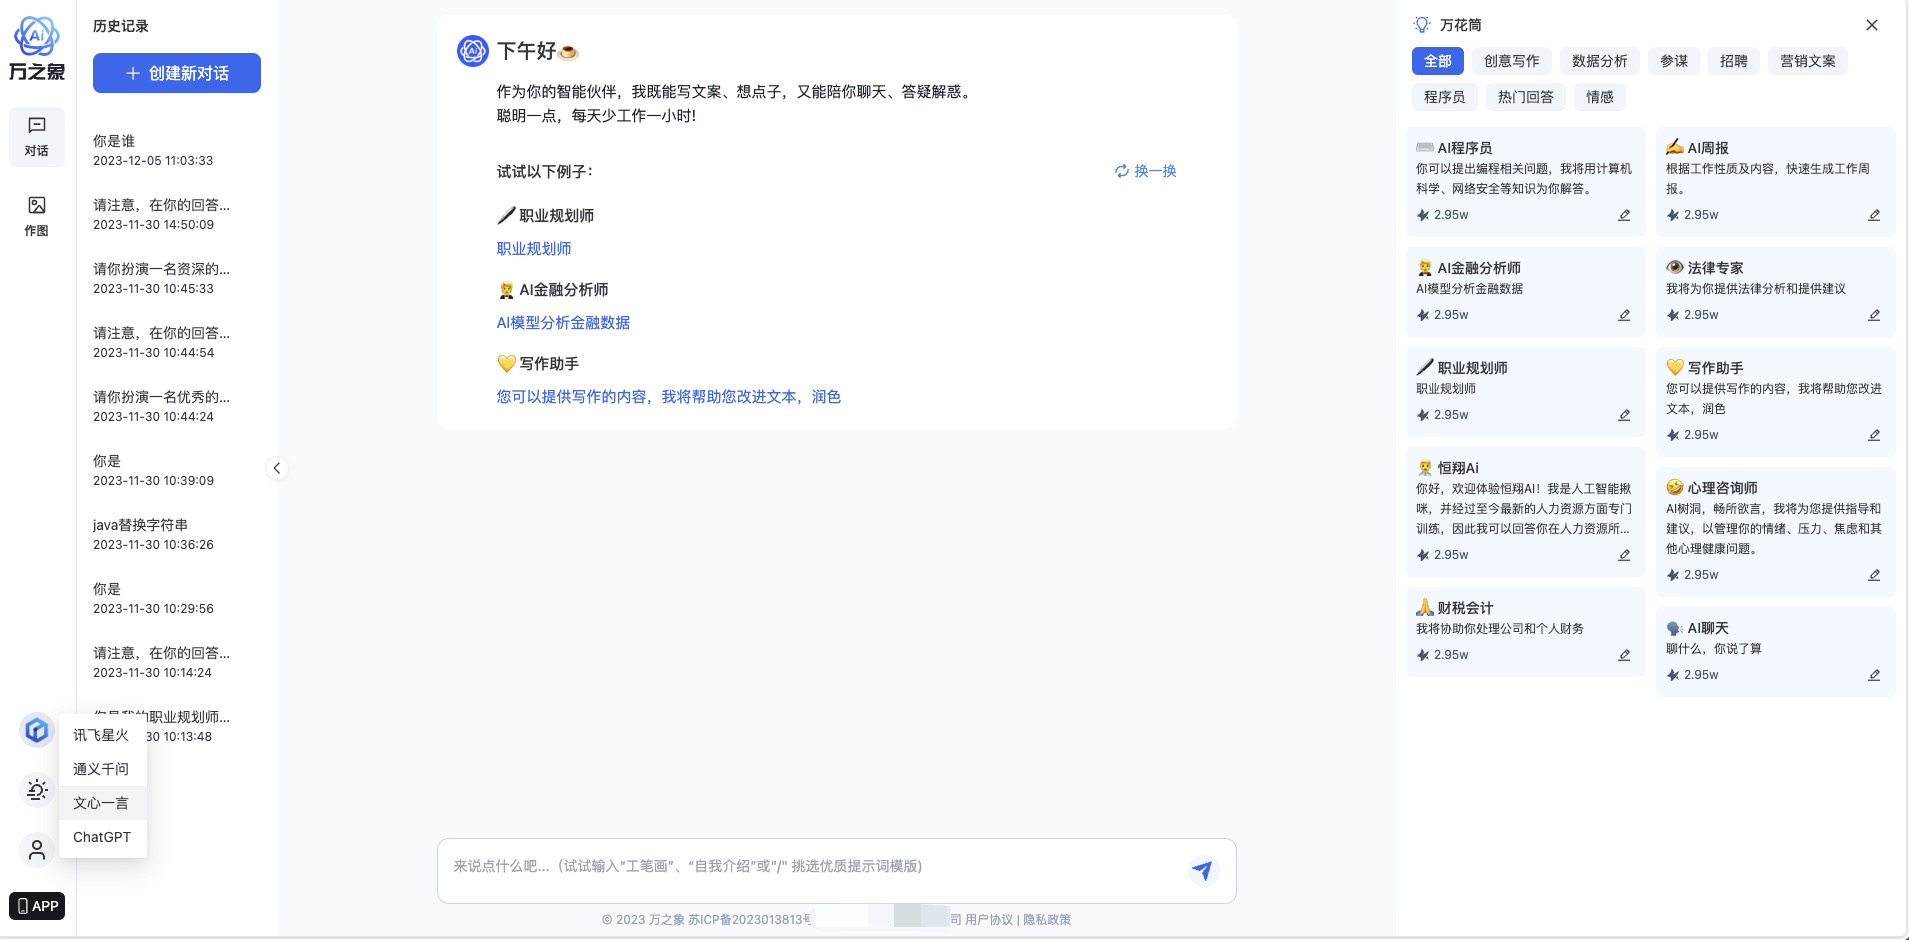 Ai
万之象
对话
作图
APP
历史记录
创建新对话
你是谁
2023-12-05 11:03:33
请注意，在你的回答...
2023-11-30 14:50:09
请你扮演一名资深的...
2023-11-30 10:45:33
请注意，在你的回答...
2023-11-30 10:44:54
请你扮演一名优秀的...
2023-11-30 10:44:24
你是
2023-11-30 10:39:09
java替换字符串
2023-11-30 10:36:26
你是
2023-11-30 10:29:56
请注意，在你的回答...
2023-11-30 10:14:24
职业规划师...
30 10:13:48
讯飞星火
通义千问
文心一言
ChatGPT
下午好
作为你的智能伙伴，我既能写文案、想点子，又能陪你聊天、答疑解惑。
聪明一点，每天少工作一小时!
试试以下例子：
换一换
职业规划师
职业规划师
AI金融分析师
AI模型分析金融数据
写作助手
您可以提供写作的内容，我将帮助您改进文本，润色
来说点什么吧...（试试输入“工笔画”、“自我介绍”或"/" 挑选优质提示词模版)
© 2023 万之象 苏ICP备2023013813号
司 用户协议 | 隐私政策
万花筒
全部 创意写作 数据分析 参谋 招聘 营销文案
程序员 热门回答 情感
AI程序员
你可以提出编程相关问题，我将用计算机
科学、网络安全等知识为你解答。
2.95w
AI周报
根据工作性质及内容，快速生成工作周
报。
2.95w
AI金融分析师
AI模型分析金融数据
2.95w
法律专家
我将为你提供法律分析和提供建议
2.95w
职业规划师
职业规划师
2.95w
写作助手
您可以提供写作的内容，我将帮助您改进
文本，润色
2.95w
恒翔Ai
你好，欢迎体验恒翔AI！我是人工智能揪
咪，并经过至今最新的人力资源方面专门
训练，因此我可以回答你在人力资源所...
2.95w
心理咨询师
AI树洞，畅所欲言，我将为您提供指导和
建议，以管理你的情绪、压力、焦虑和其
他心理健康问题。
2.95w
财税会计
我将协助你处理公司和个人财务
2.95w
AI聊天
聊什么，你说了算
2.95w